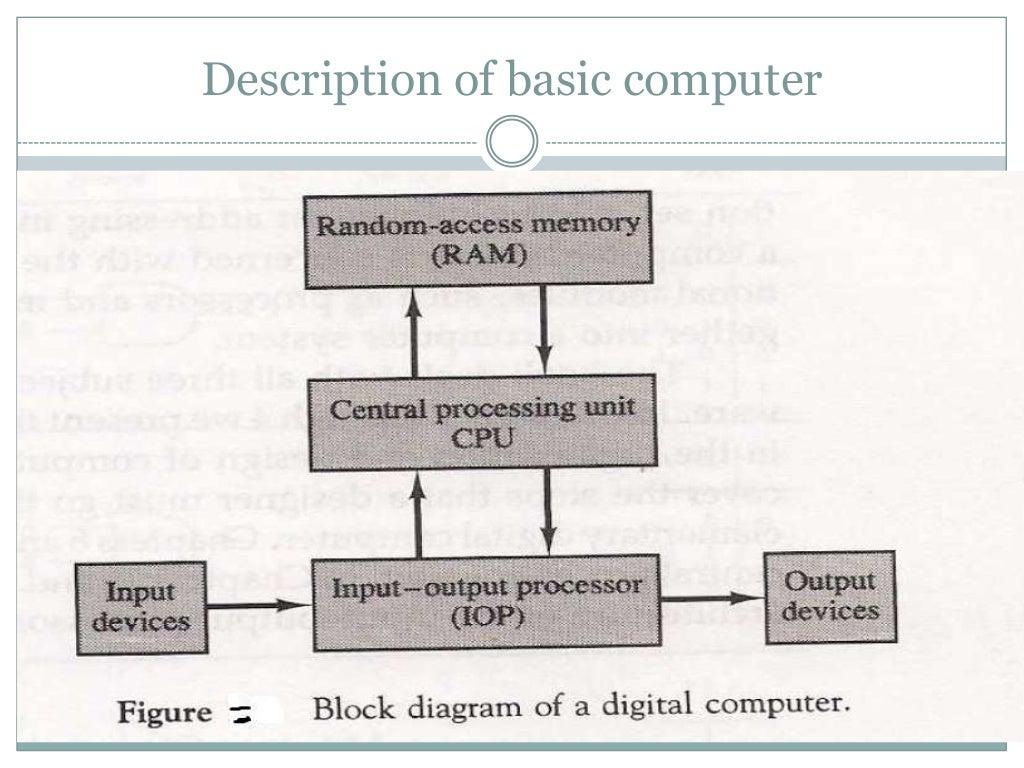 Description of basic computer
Random-access memory
(RAM)
Central processing unit
CPU
Input
devices
Input-output processor
(IOP)
Output
devices
Figure = Block diagram of a digital computer.